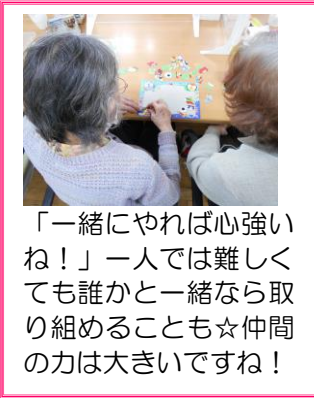 「一緒にやれば心強い
ね！」一人では難しく
ても誰かと一緒なら取
り組めることも☆仲間
の力は大きいですね！